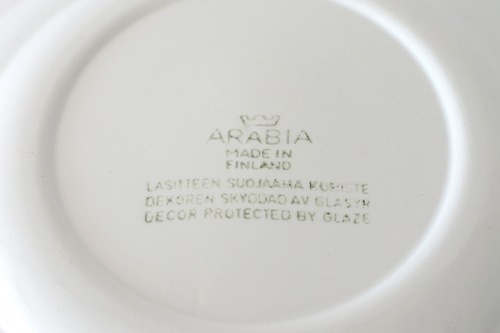 ARABIA
MADE IN
FINLAND
LASITTEEN SUOJAAMA KORISTE
DEKOREN SKYDDAD AV GLASYR
DECOR PROTECTED BY GLAZE